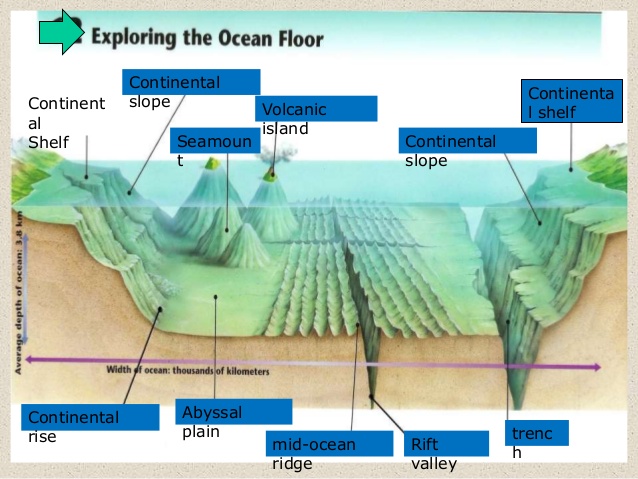 Exploring the Ocean Floor
Continental
slope
Continent
al
Shelf
Volcanic
island
Continenta
l shelf
Seamoun
t
Continental
slope
Average depth of ocean: 3.8 km
Width of ocean: thousands of kilometers
Continental
rise
Abyssal
plain
mid-ocean
ridge
Rift
valley
trenc
h